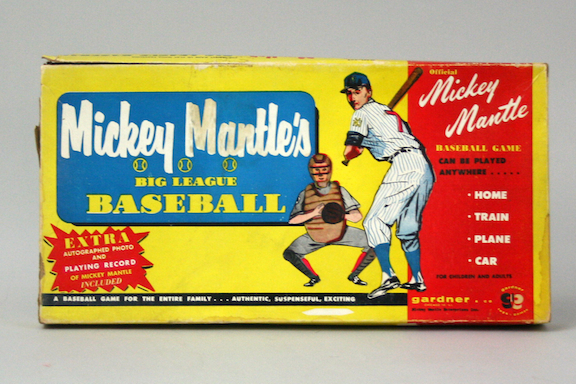 Mickey Mantle's
BIG LEAGUE
BASEBALL
EXTRA
AUTOGRAPHED PHOTO
AND
PLAYING RECORD
OF MICKEY MANTLE
INCLUDED
A BASEBALL GAME FOR THE ENTIRE FAMILY . . . AUTHENTIC, SUSPENSEFUL, EXCITING
7
Official
Mickey
Mantle
BASEBALL GAME
CAN BE PLAYED
ANYWHERE . . . . .
· HOME
· TRAIN
· PLANE
· CAR
FOR CHILDREN AND ADULTS
gardner . . .
gardner